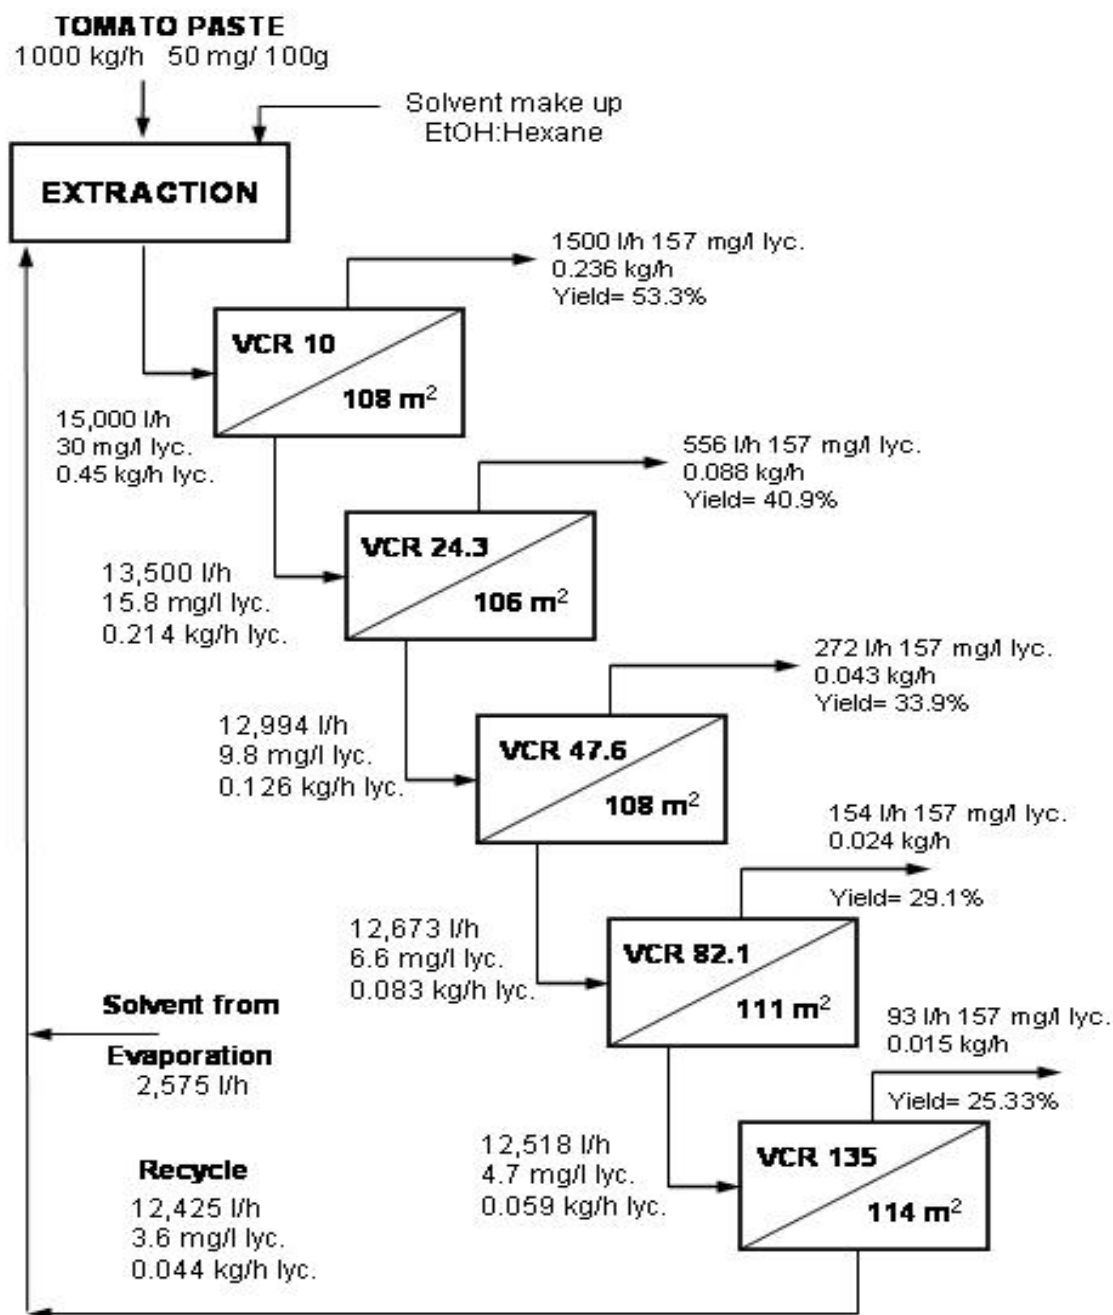 TOMATO PASTE
1000 kg/h 50 mg/ 100g
Solvent make up
EtOH:Hexane
EXTRACTION
1500 l/h 157 mg/l lyc.
0.236 kg/h
Yield= 53.3%
VCR 10
108 m²
15,000 l/h
30 mg/l lyc.
0.45 kg/h lyc.
556 l/h 157 mg/l lyc.
0.088 kg/h
Yield= 40.9%
VCR 24.3
106 m²
13,500 l/h
15.8 mg/l lyc.
0.214 kg/h lyc.
272 l/h 157 mg/l lyc.
0.043 kg/h
Yield= 33.9%
VCR 47.6
108 m²
12,994 l/h
9.8 mg/l lyc.
0.126 kg/h lyc.
154 l/h 157 mg/l lyc.
0.024 kg/h
Yield= 29.1%
VCR 82.1
111 m²
12,673 l/h
6.6 mg/l lyc.
0.083 kg/h lyc.
93 l/h 157 mg/l lyc.
0.015 kg/h
Yield= 25.33%
VCR 135
114 m²
12,518 l/h
4.7 mg/l lyc.
0.059 kg/h lyc.
Solvent from
Evaporation
2,575 l/h
Recycle
12,425 l/h
3.6 mg/l lyc.
0.044 kg/h lyc.